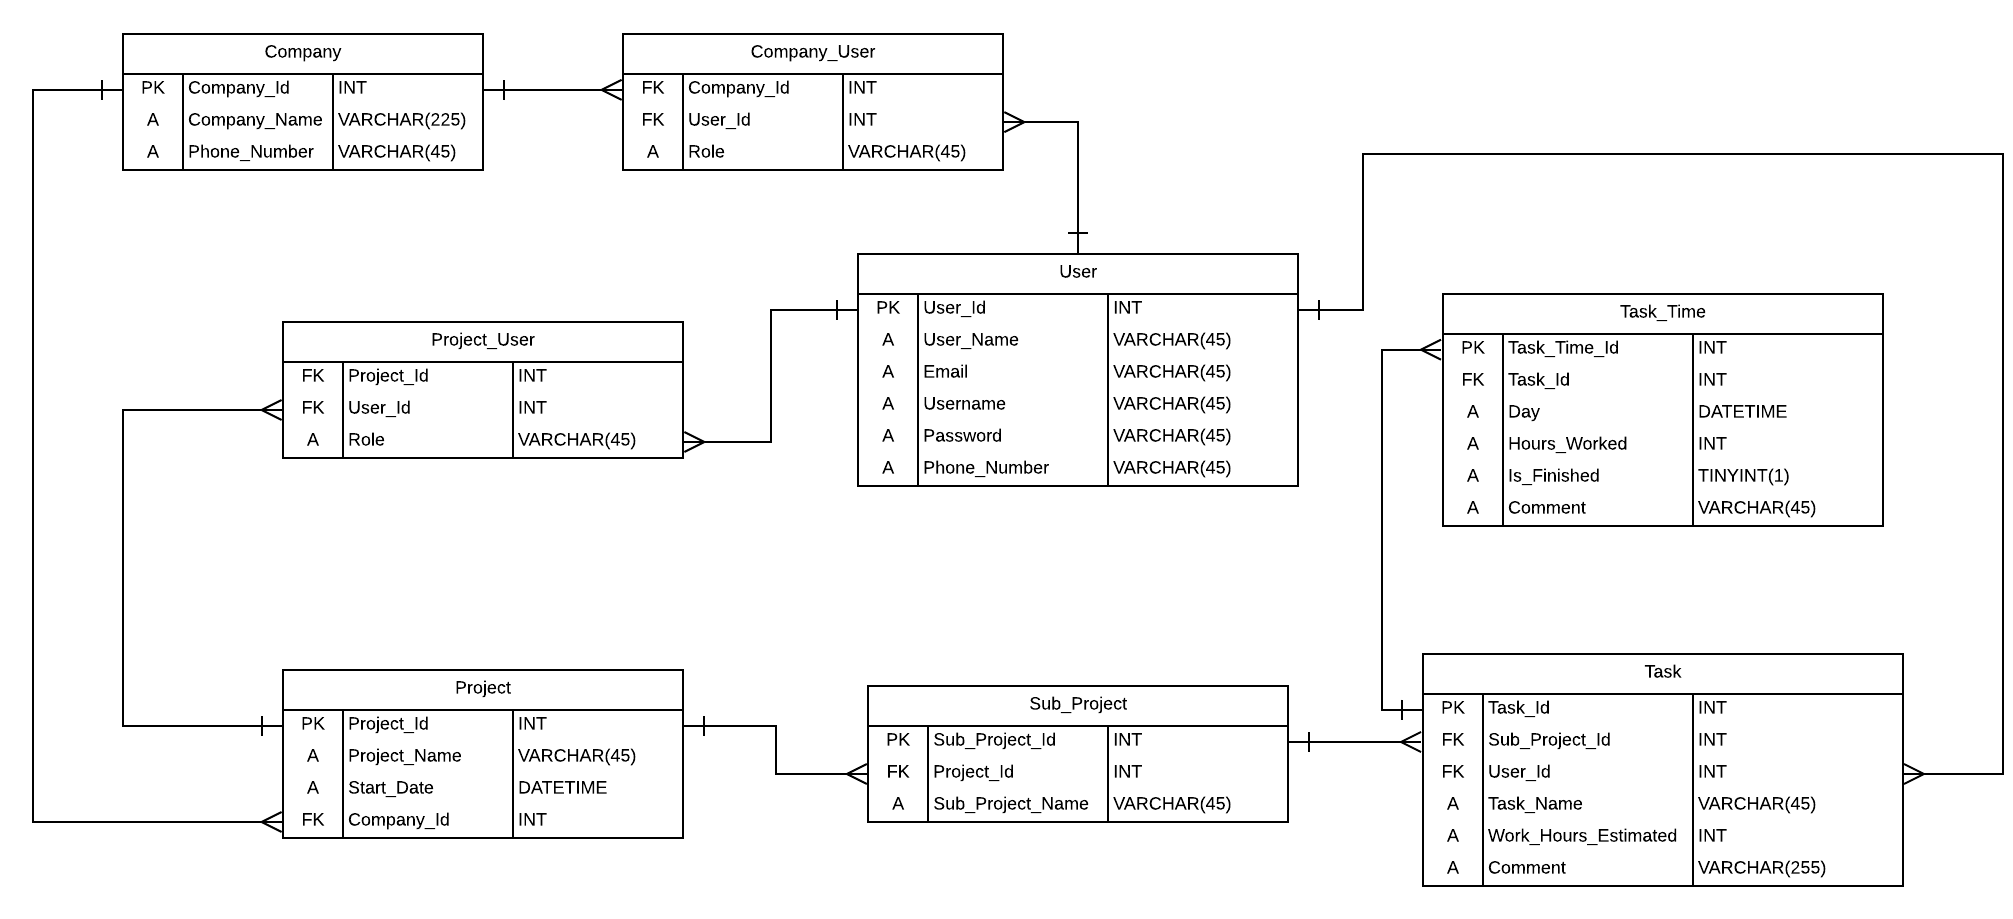 Company
PK Company_Id INT
A Company_Name VARCHAR(225)
A Phone_Number VARCHAR(45)
Company_User
FK Company_Id INT
FK User_Id INT
A Role VARCHAR(45)
User
PK User_Id INT
A User_Name VARCHAR(45)
A Email VARCHAR(45)
A Username VARCHAR(45)
A Password VARCHAR(45)
A Phone_Number VARCHAR(45)
Task_Time
PK Task_Time_Id INT
FK Task_Id INT
A Day DATETIME
A Hours_Worked INT
A Is_Finished TINYINT(1)
A Comment VARCHAR(45)
Project_User
FK Project_Id INT
FK User_Id INT
A Role VARCHAR(45)
Project
PK Project_Id INT
A Project_Name VARCHAR(45)
A Start_Date DATETIME
FK Company_Id INT
Sub_Project
PK Sub_Project_Id INT
FK Project_Id INT
A Sub_Project_Name VARCHAR(45)
Task
PK Task_Id INT
FK Sub_Project_Id INT
FK User_Id INT
A Task_Name VARCHAR(45)
A Work_Hours_Estimated INT
A Comment VARCHAR(255)